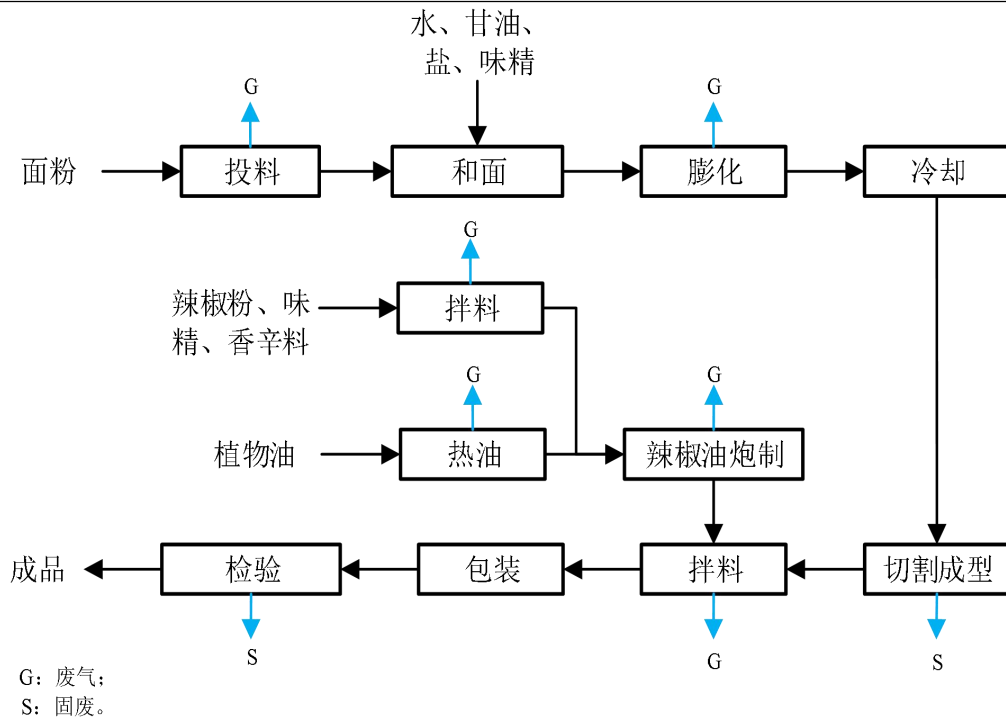 水、甘油、
盐、味精
G
G
面粉
投料
和面
膨化
冷却
G
辣椒粉、味
精、香辛料
拌料
G
G
植物油
热油
辣椒油炮制
成品
检验
包装
拌料
切割成型
S
G
S
G：废气；
S：固废。